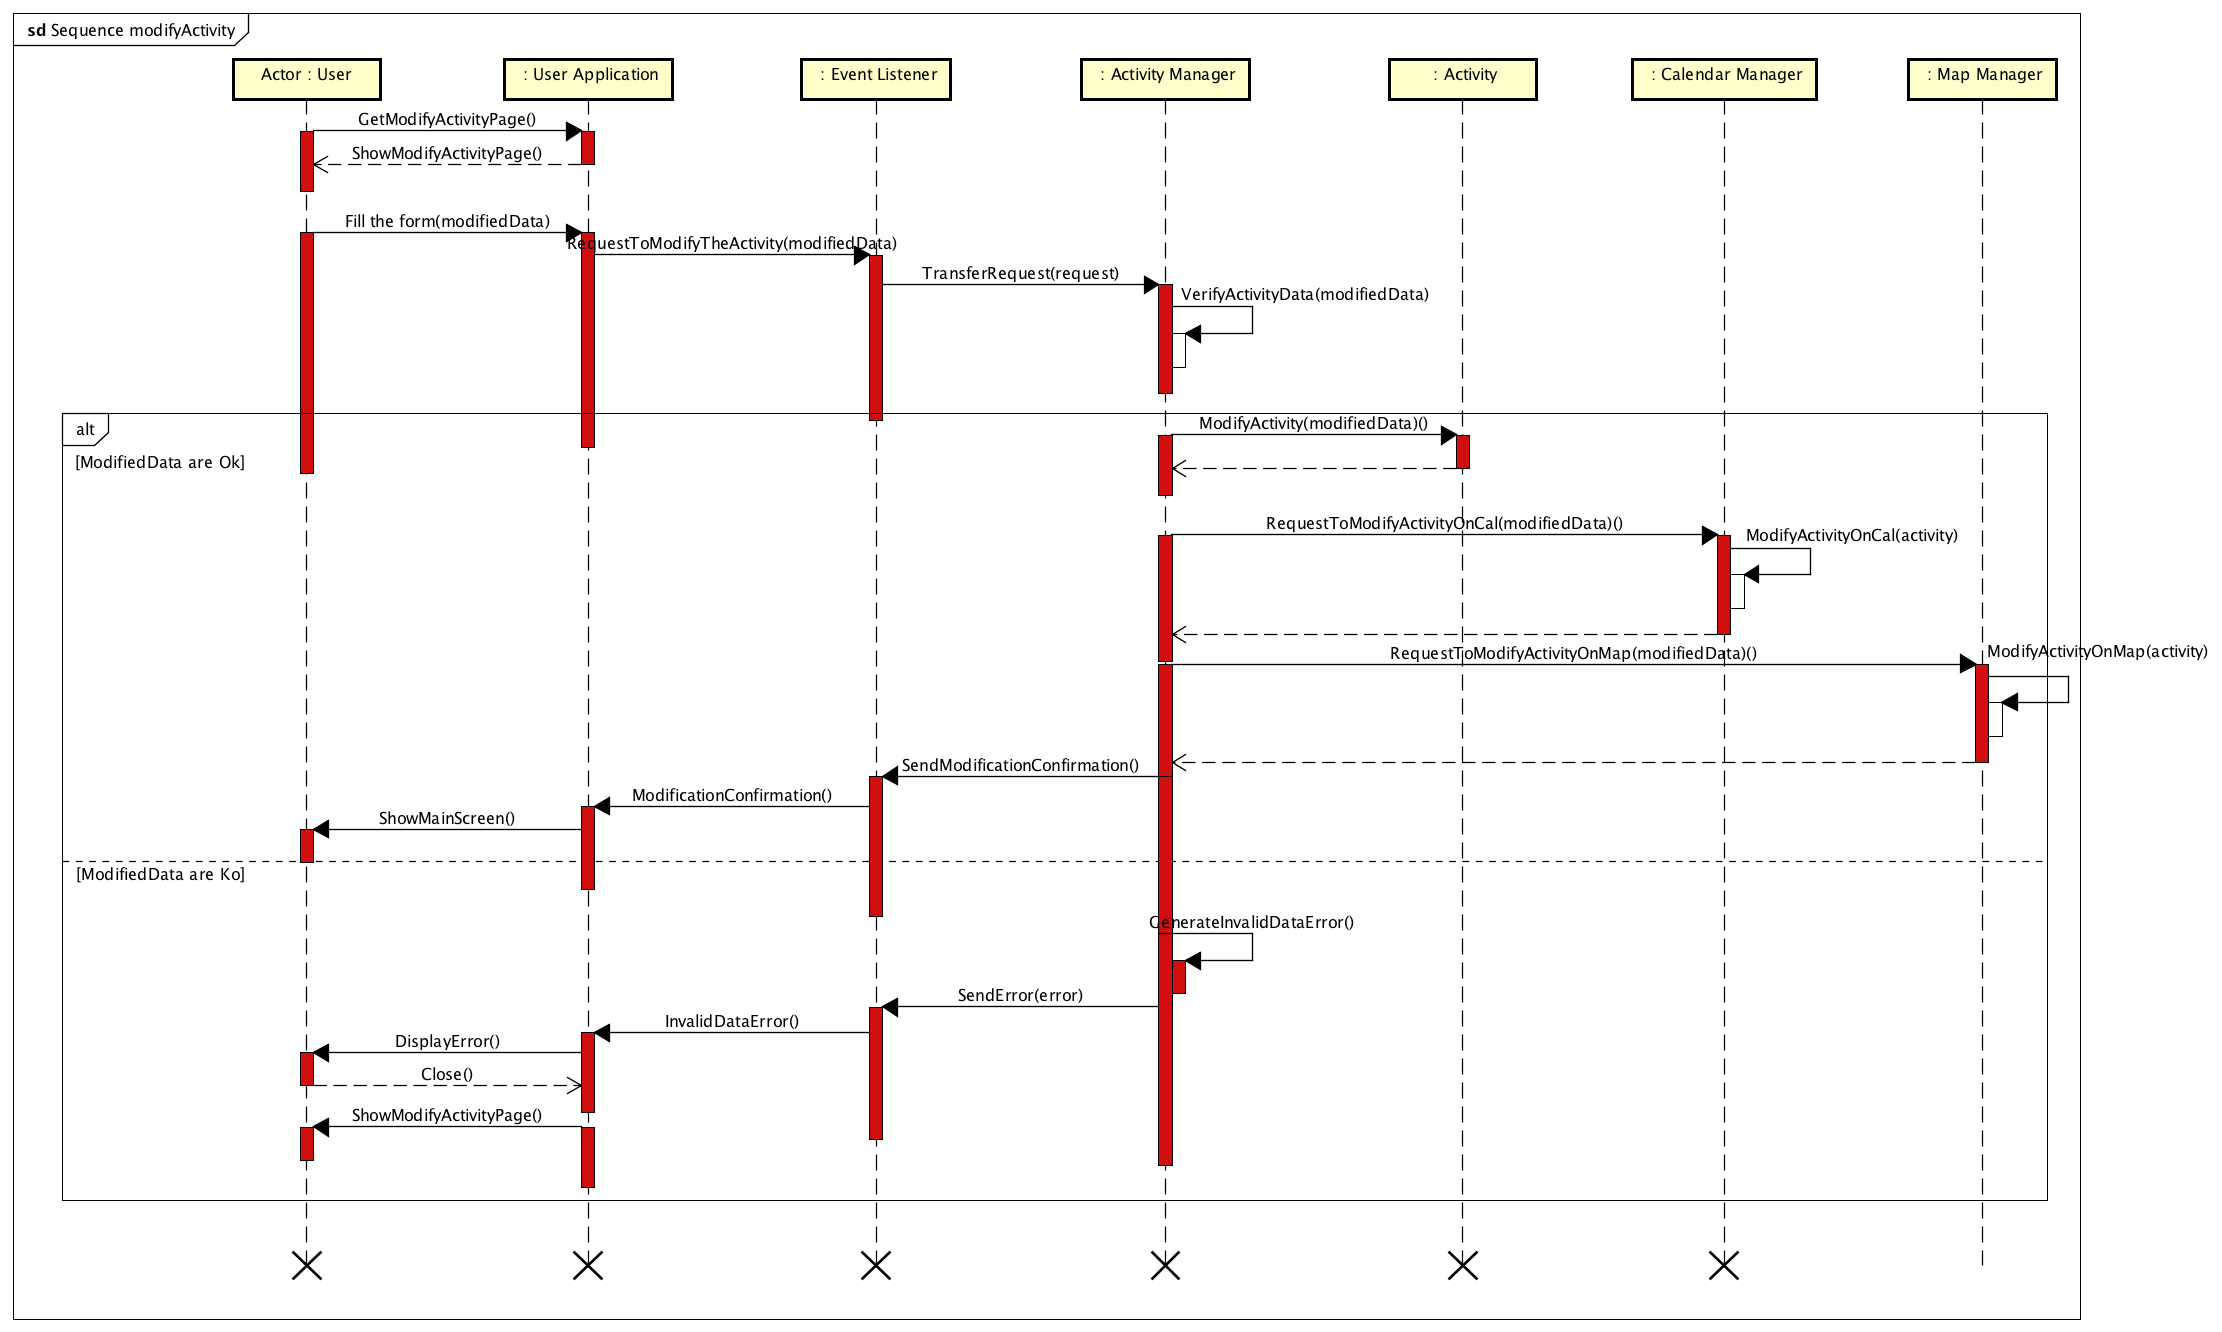 sd Sequence modifyActivity
Actor : User
: User Application
: Event Listener
: Activity Manager
: Activity
: Calendar Manager
: Map Manager
GetModifyActivityPage()
ShowModifyActivityPage()
Fill the form(modifiedData)
RequestToModifyTheActivity(modifiedData)
TransferRequest(request)
VerifyActivityData(modifiedData)
alt
[ModifiedData are Ok]
ModifyActivity(modifiedData)()
RequestToModifyActivityOnCal(modifiedData)()
ModifyActivityOnCal(activity)
RequestToModifyActivityOnMap(modifiedData)()
ModifyActivityOnMap(activity)
SendModificationConfirmation()
ModificationConfirmation()
ShowMainScreen()
[ModifiedData are Ko]
GenerateInvalidDataError()
SendError(error)
InvalidDataError()
DisplayError()
Close()
ShowModifyActivityPage()